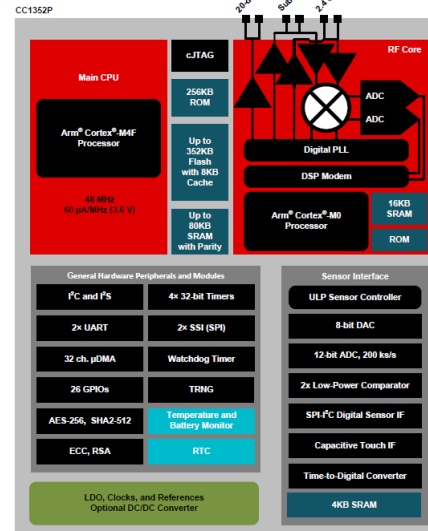 CC1352P
20-
Sub
2.4
cJTAG
RF Core
Main CPU
256KB
ROM
ADC
ADC
Arm® Cortex®-M4F
Processor
Up to
352KB
Flash
with 8KB
Cache
Digital PLL
DSP Modem
48 MHz
60 µA/MHz (3.6 V)
Up to
80KB
SRAM
with Parity
Arm® Cortex®-M0
Processor
16KB
SRAM
ROM
General Hardware Peripherals and Modules
I²C and I²S
4× 32-bit Timers
2× UART
2× SSI (SPI)
32 ch. µDMA
Watchdog Timer
26 GPIOs
TRNG
AES-256, SHA2-512
Temperature and
Battery Monitor
ECC, RSA
RTC
Sensor Interface
ULP Sensor Controller
8-bit DAC
12-bit ADC, 200 ks/s
2x Low-Power Comparator
SPI-I²C Digital Sensor IF
Capacitive Touch IF
Time-to-Digital Converter
4KB SRAM
LDO, Clocks, and References
Optional DC/DC Converter